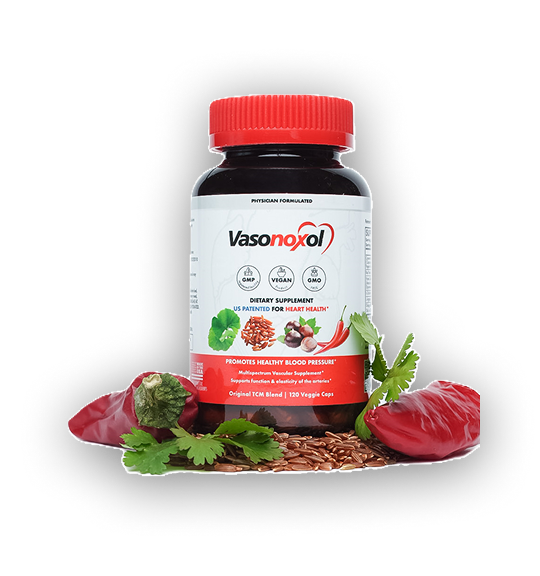 PHYSICIAN FORMULATED
Vasonoxol
GMP
VEGAN
GMO
DIETARY SUPPLEMENT
US PATENTED FOR HEART HEALTH*
PROMOTES HEALTHY BLOOD PRESSURE*
Multispectrum Vascular Supplement*
Supports function & elasticity of the arteries*
Original TCM Blend | 120 Veggie Caps